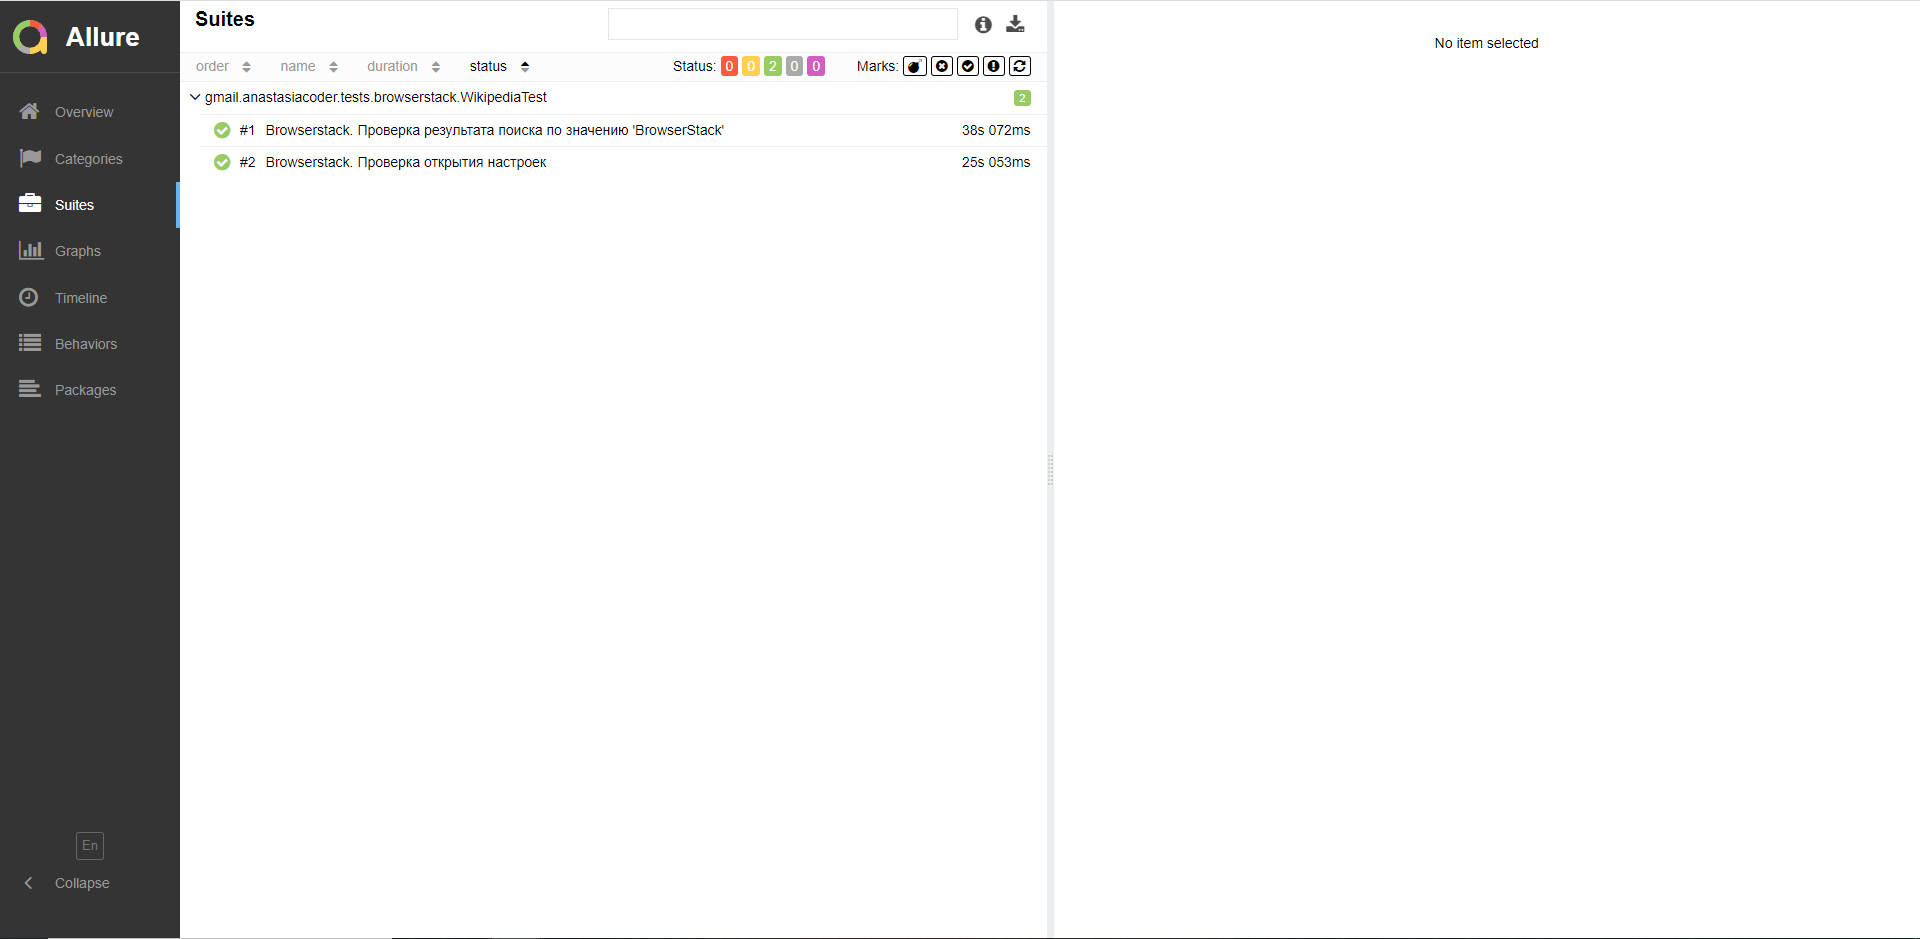 Allure
Overview
Categories
Suites
Graphs
Timeline
Behaviors
Packages
En
Collapse
Suites
order name duration status Status: 0 0 2 0 0 Marks:
gmail.anastasiacoder.tests.browserstack.WikipediaTest 2
#1 Browserstack. Проверка результата поиска по значению 'BrowserStack' 38s 072ms
#2 Browserstack. Проверка открытия настроек 25s 053ms
No item selected